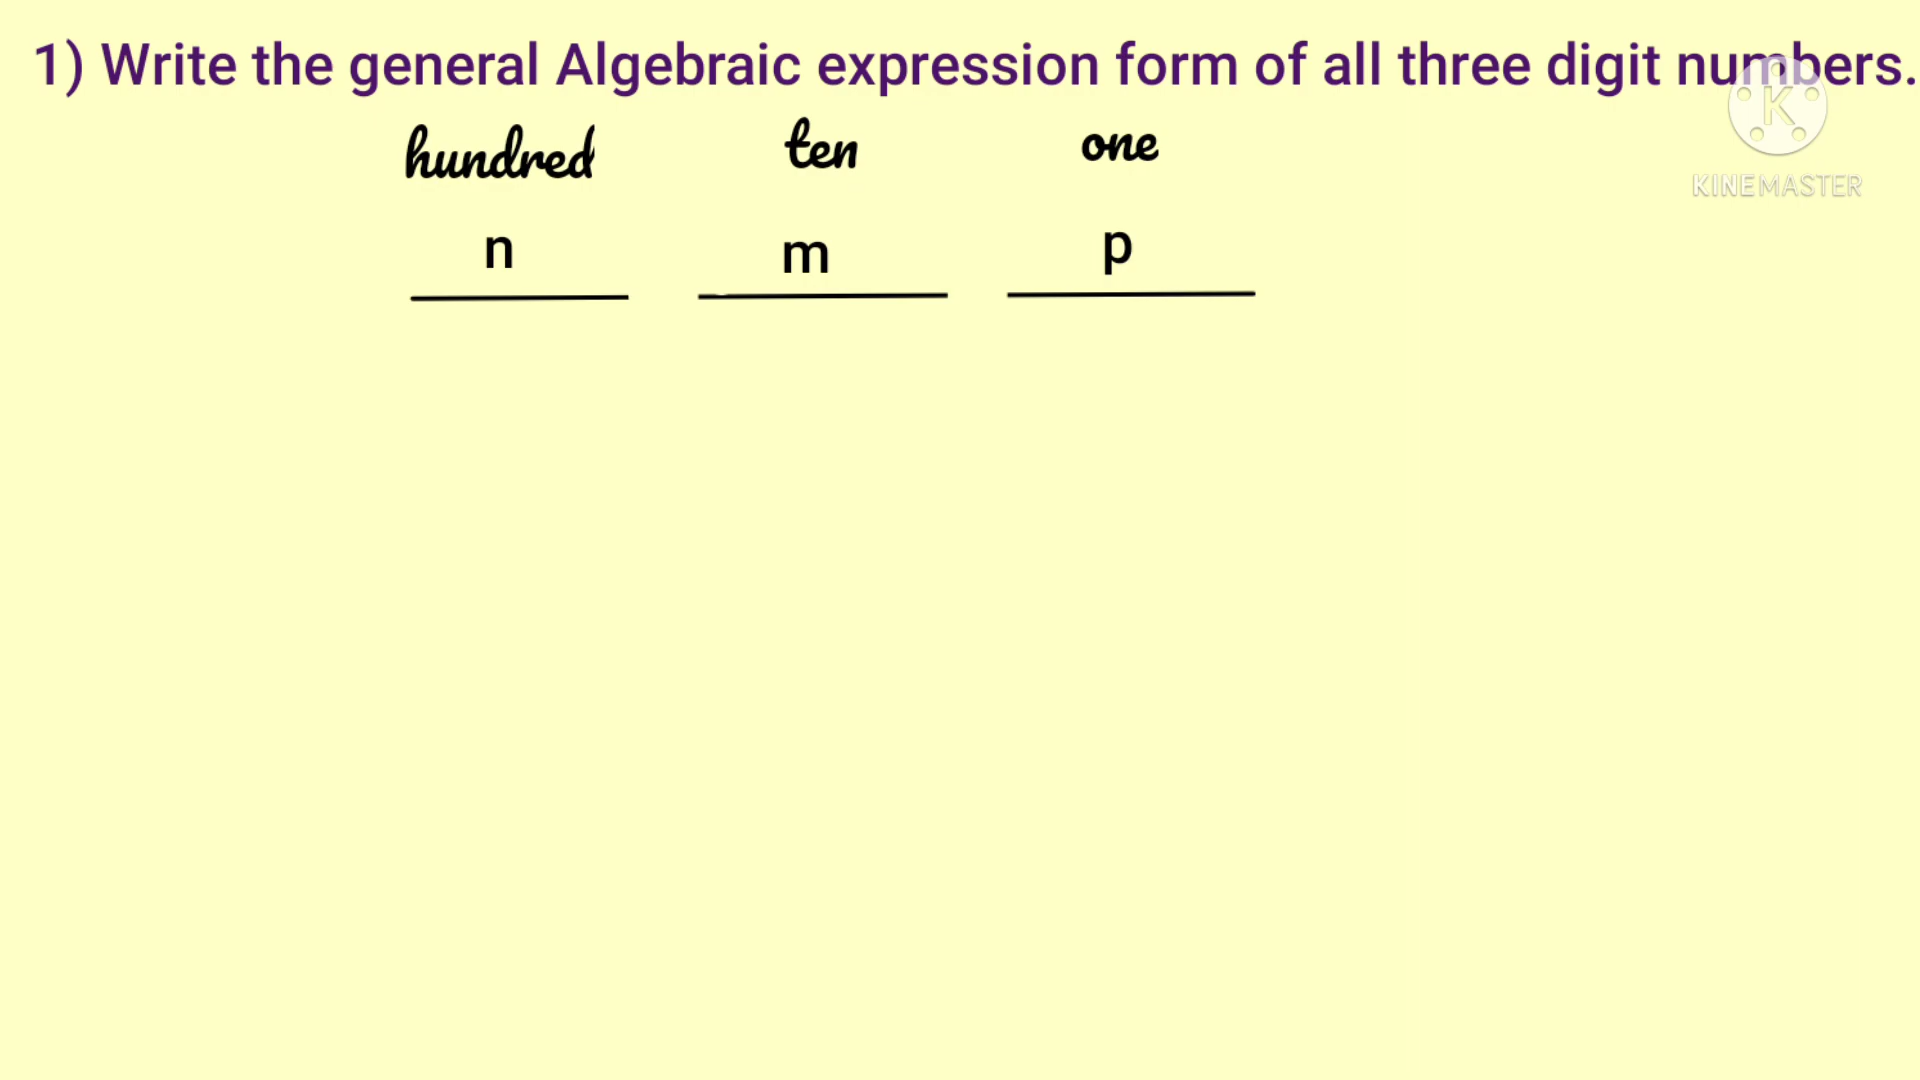 1) Write the general Algebraic expression form of all three digit numbers.
hundred ten one
n m p
K
KINEMASTER